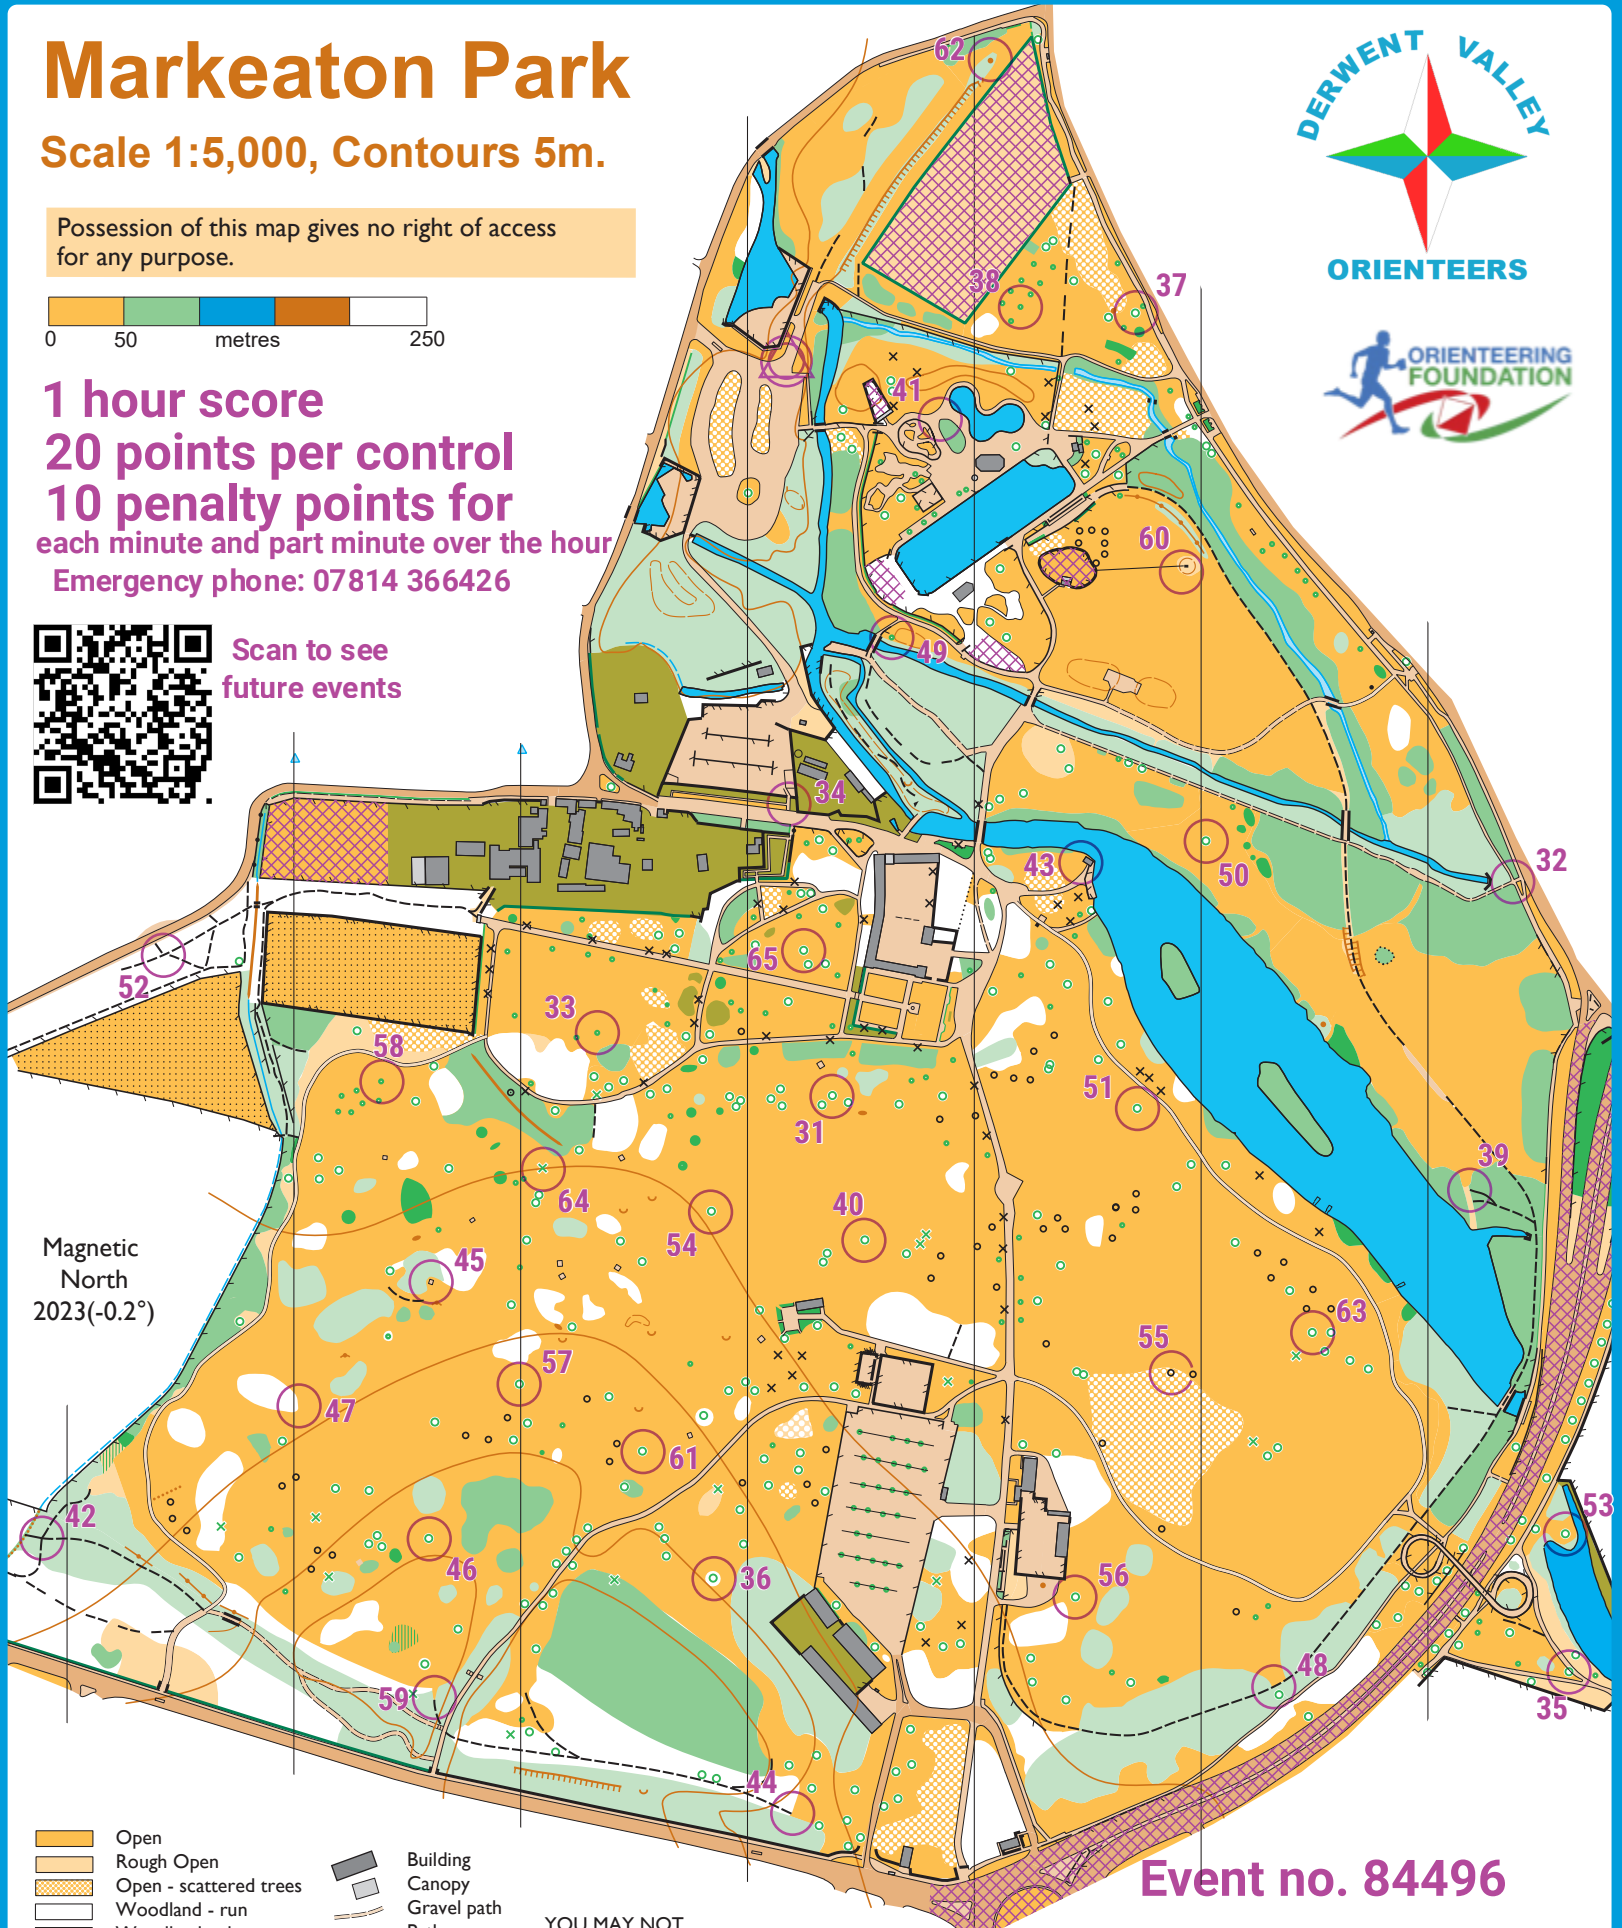 Markeaton Park
Scale 1:5,000, Contours 5m.
Possession of this map gives no right of access
for any purpose.
0 50 metres 250
1 hour score
20 points per control
10 penalty points for
each minute and part minute over the hour
Emergency phone: 07814 366426
Scan to see
future events
DERWENT VALLEY
ORIENTEERS
ORIENTEERING
FOUNDATION
62
38
37
41
60
49
34
43
50
32
65
52
33
58
51
31
39
64
40
54
45
63
55
57
47
61
53
42
46
36
56
48
59
35
44
Magnetic
North
2023(-0.2°)
Open
Rough Open
Open - scattered trees
Woodland - run
Building
Canopy
Gravel path
YOU MAY NOT
Event no. 84496